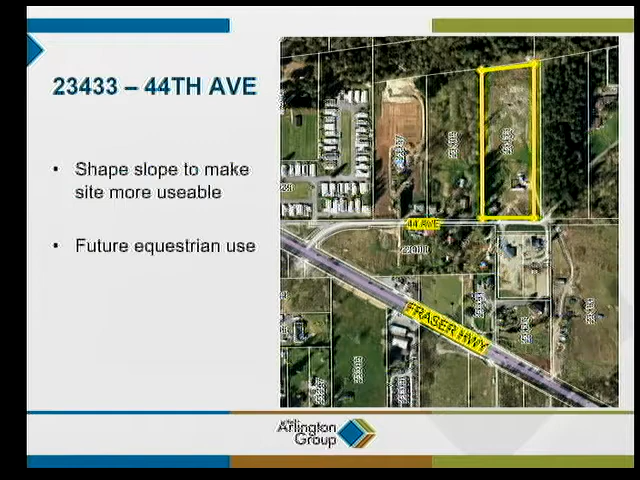 23433 – 44TH AVE
• Shape slope to make
site more useable
• Future equestrian use
44 AVE
FRASER HWY
Arlington
Group